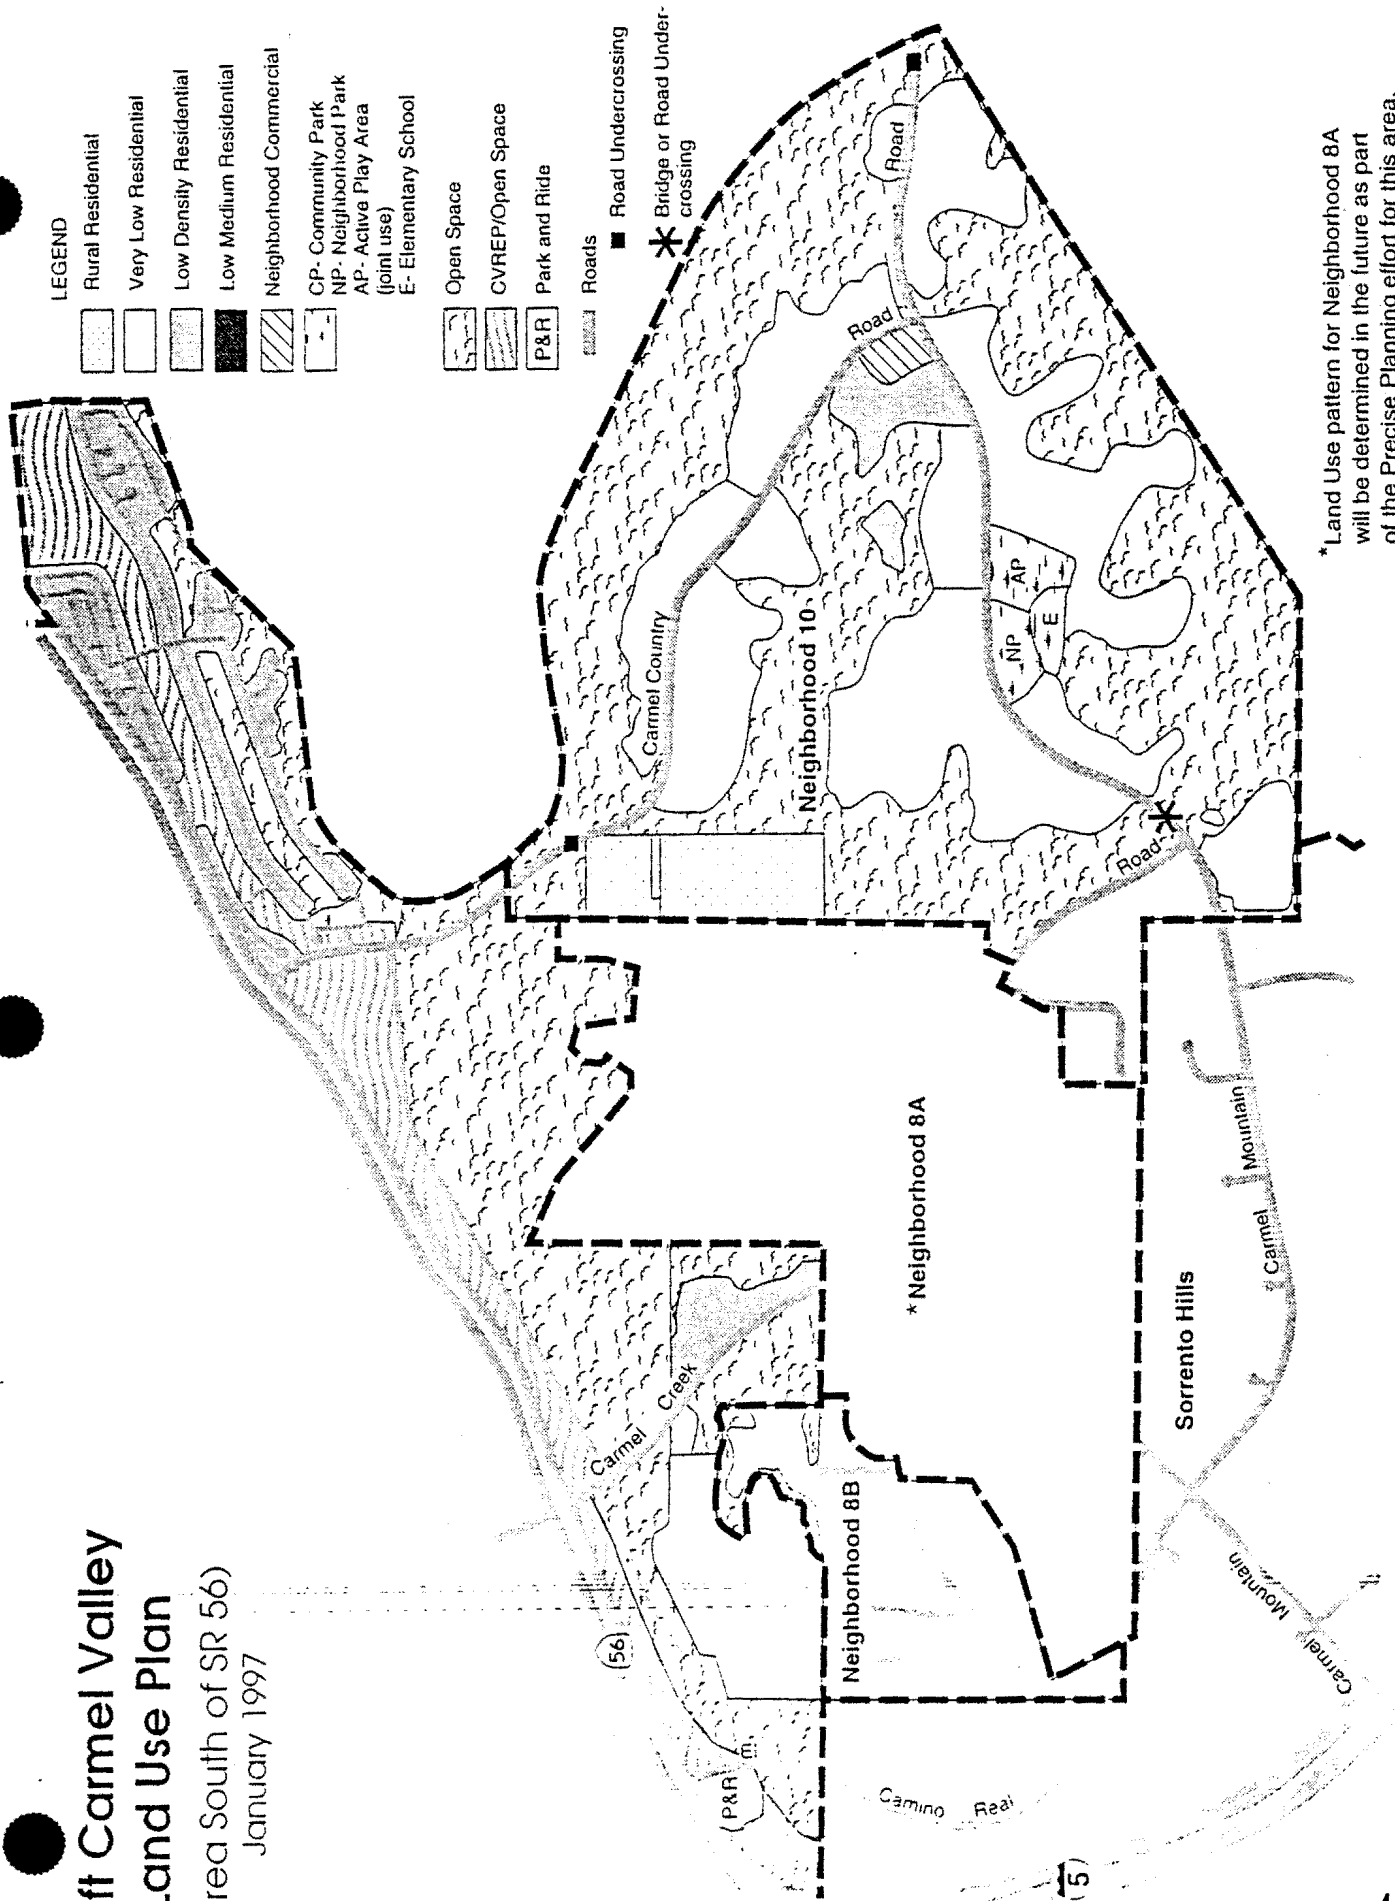 ft Carmel Valley
and Use Plan
rea South of SR 56)
January 1997
LEGEND
Rural Residential
Very Low Residential
Low Density Residential
Low Medium Residential
Neighborhood Commercial
CP- Community Park
NP- Neighborhood Park
AP- Active Play Area
(joint use)
E- Elementary School
Open Space
CVREP/Open Space
P&R Park and Ride
Roads
Road Undercrossing
Bridge or Road Under-
crossing
Road
Road
Carmel Country
Neighborhood 10
AP
NP
E
Road
*Neighborhood 8A
Carmel
Creek
56
Neighborhood 8B
P&R
Sorrento Hills
Mountain
Carmel
Mountain
Carmel
Camino Real
5
*Land Use pattern for Neighborhood 8A
will be determined in the future as part
of the Precise Planning effort for this area.